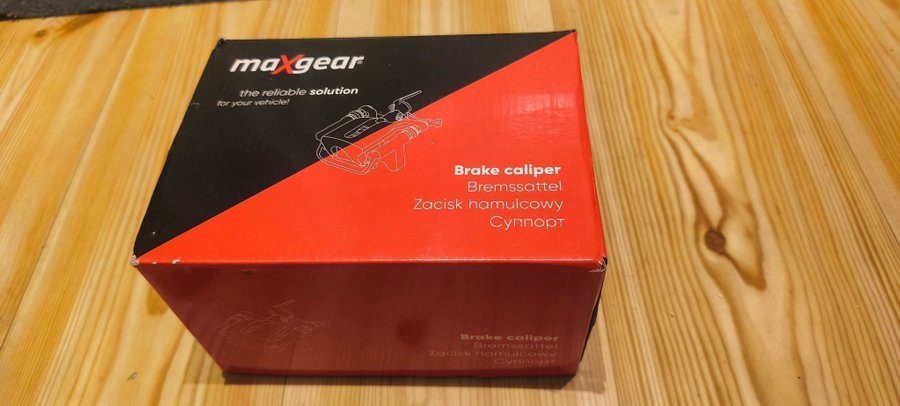 maXgear®
the reliable solution
for your vehicle!
Brake caliper
Bremssattel
Zacisk hamulcowy
Суппорт
Brake caliper
Bremssattel
Zacisk hamulcowy
Суппорт